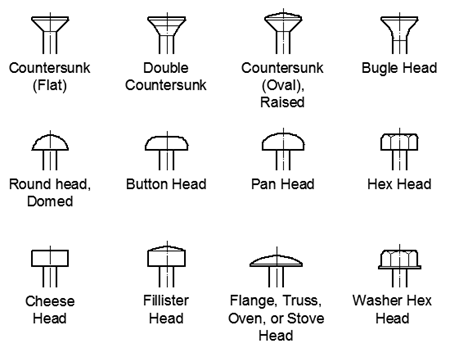 Countersunk
(Flat)
Double
Countersunk
Countersunk
(Oval),
Raised
Bugle Head
Round head,
Domed
Button Head
Pan Head
Hex Head
Cheese
Head
Fillister
Head
Flange, Truss,
Oven, or Stove
Head
Washer Hex
Head